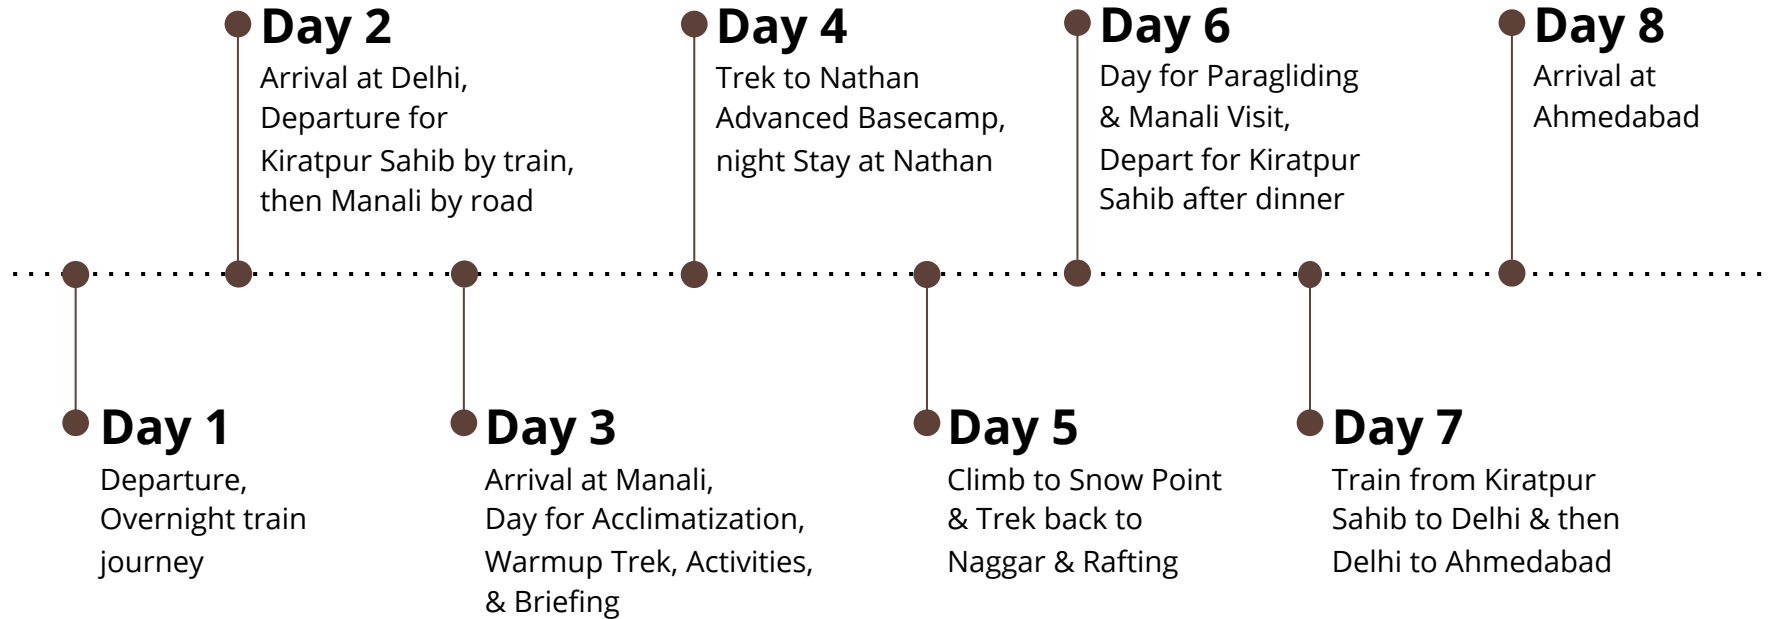 Day 2
Arrival at Delhi,
Departure for
Kiratpur Sahib by train,
then Manali by road
Day 4
Trek to Nathan
Advanced Basecamp,
night Stay at Nathan
Day 6
Day for Paragliding
& Manali Visit,
Depart for Kiratpur
Sahib after dinner
Day 8
Arrival at
Ahmedabad
Day 1
Departure,
Overnight train
journey
Day 3
Arrival at Manali,
Day for Acclimatization,
Warmup Trek, Activities,
& Briefing
Day 5
Climb to Snow Point
& Trek back to
Naggar & Rafting
Day 7
Train from Kiratpur
Sahib to Delhi & then
Delhi to Ahmedabad